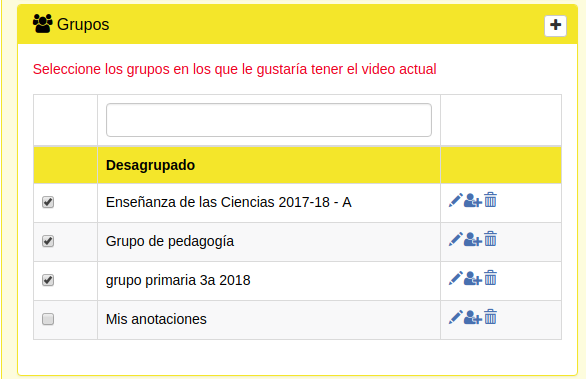 Grupos
Seleccione los grupos en los que le gustaría tener el video actual
Desagrupado
Enseñanza de las Ciencias 2017-18 - A
Grupo de pedagogía
grupo primaria 3a 2018
Mis anotaciones